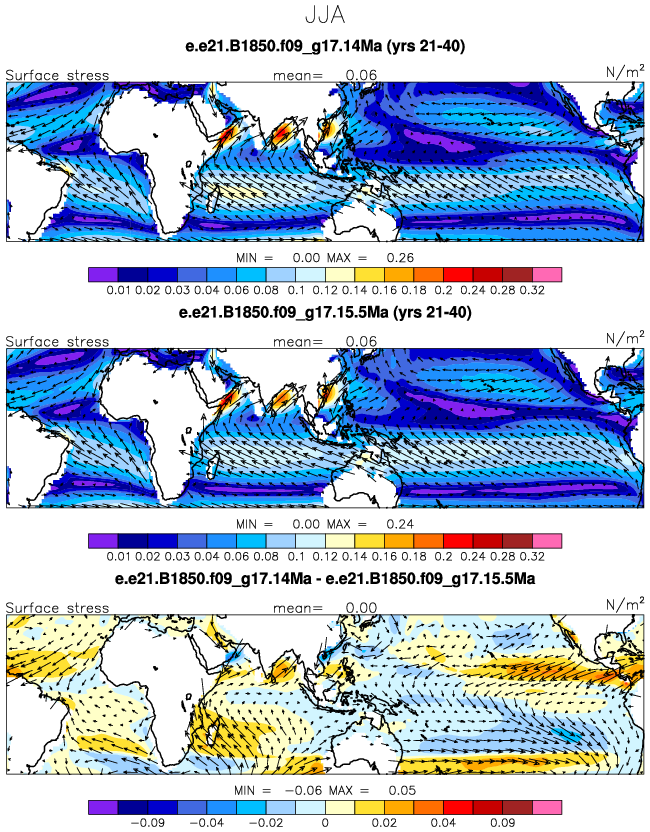 JJA
e.e21.B1850.f09_g17.14Ma (yrs 21-40)
Surface stress mean= 0.06 N/m²
MIN = 0.00 MAX = 0.26
0.01 0.02 0.03 0.04 0.06 0.08 0.1 0.12 0.14 0.16 0.18 0.2 0.24 0.28 0.32
e.e21.B1850.f09_g17.15.5Ma (yrs 21-40)
Surface stress mean= 0.06 N/m²
MIN = 0.00 MAX = 0.24
0.01 0.02 0.03 0.04 0.06 0.08 0.1 0.12 0.14 0.16 0.18 0.2 0.24 0.28 0.32
e.e21.B1850.f09_g17.14Ma - e.e21.B1850.f09_g17.15.5Ma
Surface stress mean= 0.00 N/m²
MIN = −0.06 MAX = 0.05
−0.09 −0.04 −0.02 0 0.02 0.04 0.09